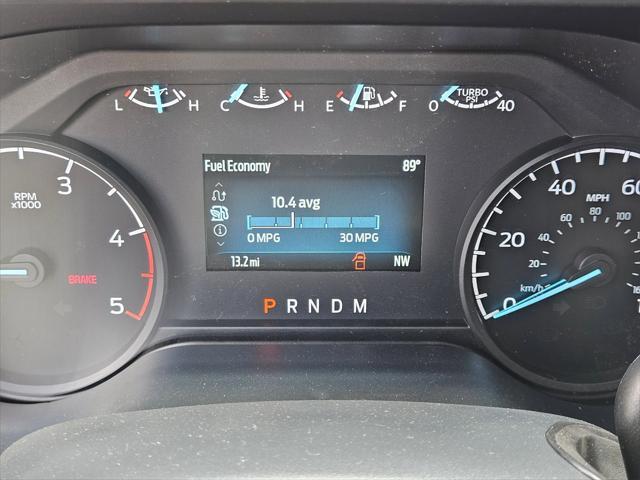 L H C H E F 0 TURBO PSI 40
Fuel Economy 89°
10.4 avg
0 MPG 30 MPG
13.2 mi NW
P R N D M
RPM
x1000
3
4
5
BRAKE
MPH
0 20 40 60
km/h
20 40 60 80 100